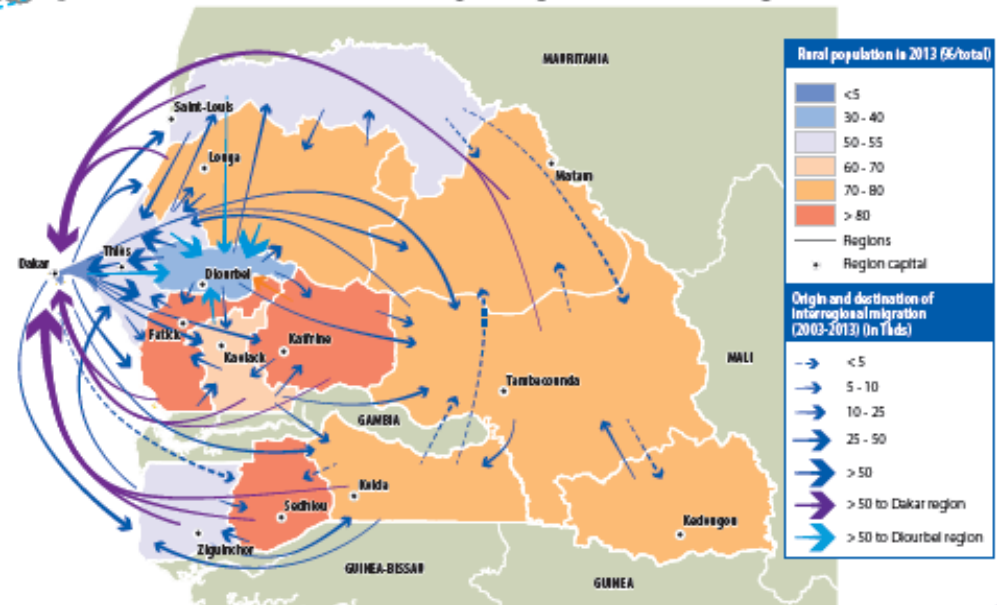 MAURITANIA
Saint-Louis
Louga
Matam
Thies
Dakar
Diourbel
Fatick
Kaolack
Kaffrine
Tambacounda
GAMBIA
MALI
Kolda
Sedhiou
Kedougou
Ziguinchor
GUINEA-BISSAU
GUINEA
Rural population in 2013 (%/total)
<5
30 - 40
50 - 55
60 - 70
70 - 80
> 80
Regions
Region capital
Origin and destination of
interregional migration
(2003-2013) (in Thds)
< 5
5 - 10
10 - 25
25 - 50
> 50
> 50 to Dakar region
> 50 to Diourbel region